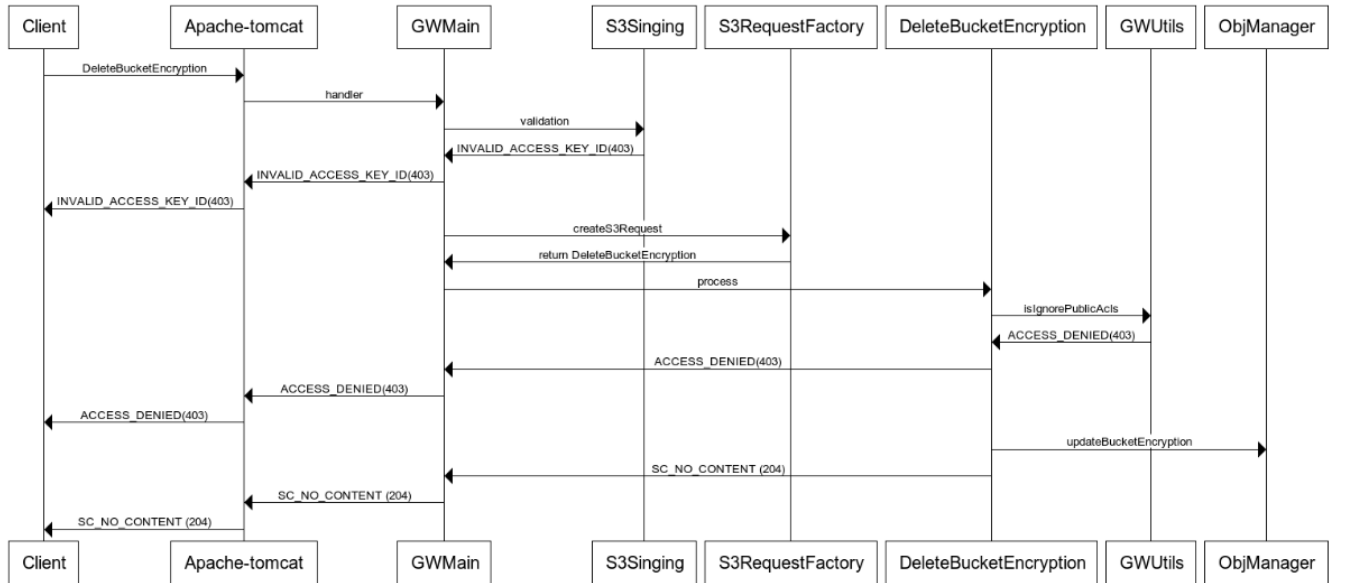 Client Apache-tomcat GWMain S3Singing S3RequestFactory DeleteBucketEncryption GWUtils ObjManager
DeleteBucketEncryption
handler
validation
INVALID_ACCESS_KEY_ID(403)
INVALID_ACCESS_KEY_ID(403)
INVALID_ACCESS_KEY_ID(403)
createS3Request
return DeleteBucketEncryption
process
isIgnorePublicAcls
ACCESS_DENIED(403)
ACCESS_DENIED(403)
ACCESS_DENIED(403)
ACCESS_DENIED(403)
updateBucketEncryption
SC_NO_CONTENT (204)
SC_NO_CONTENT (204)
SC_NO_CONTENT (204)
Client Apache-tomcat GWMain S3Singing S3RequestFactory DeleteBucketEncryption GWUtils ObjManager